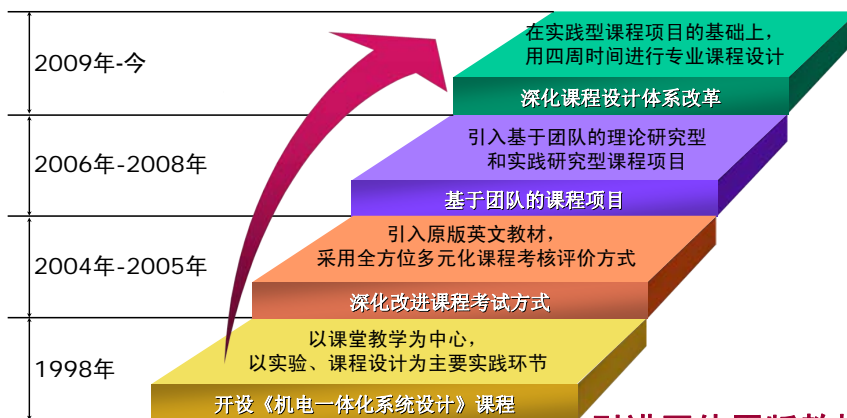 2009年-今
在实践型课程项目的基础上，
用四周时间进行专业课程设计
深化课程设计体系改革
2006年-2008年
引入基于团队的理论研究型
和实践研究型课程项目
基于团队的课程项目
2004年-2005年
引入原版英文教材，
采用全方位多元化课程考核评价方式
深化改进课程考试方式
1998年
以课堂教学为中心，
以实验、课程设计为主要实践环节
开设《机电一体化系统设计》课程